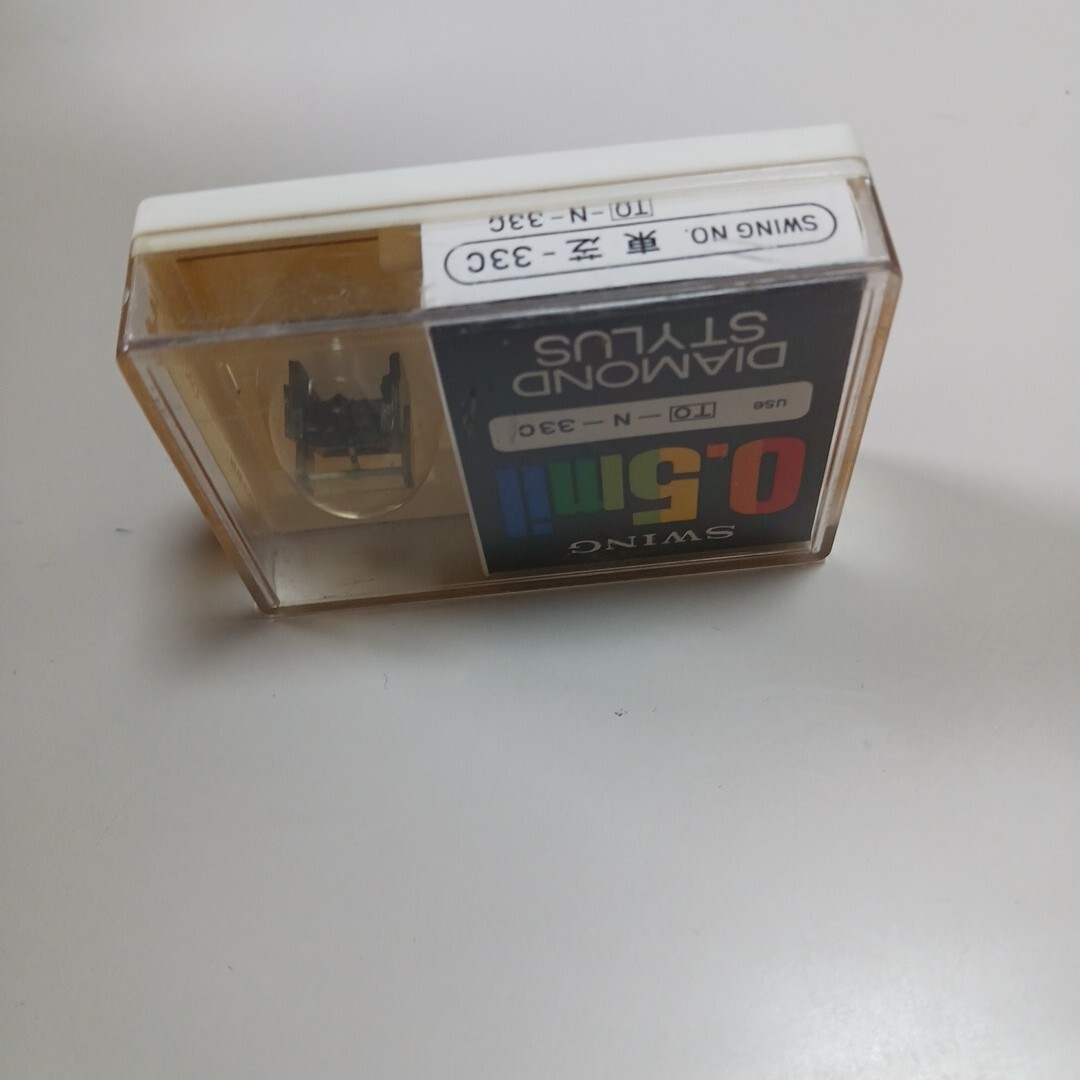 SWING
0.5mil
use TO-N-33C
DIAMOND
STYLUS
SWING NO. 東芝-33C
TO-N-33C